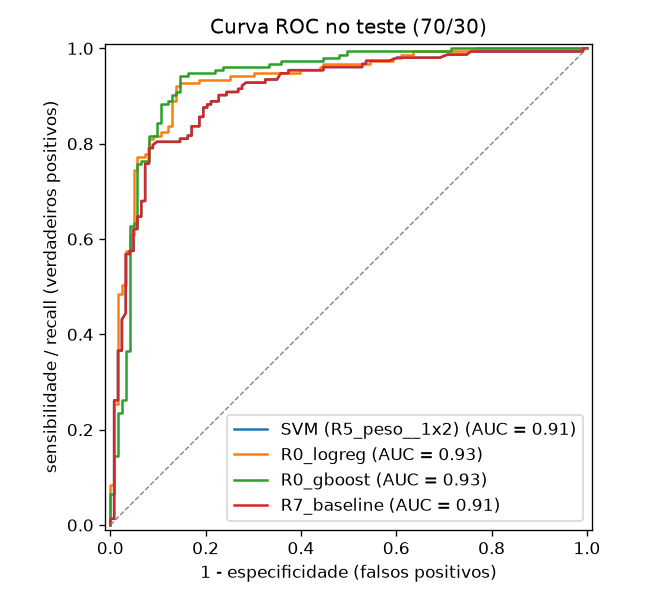 Curva ROC no teste (70/30)
sensibilidade / recall (verdadeiros positivos)
1.0
0.8
0.6
0.4
0.2
0.0
SVM (R5_peso__1x2) (AUC = 0.91)
R0_logreg (AUC = 0.93)
R0_gboost (AUC = 0.93)
R7_baseline (AUC = 0.91)
0.0 0.2 0.4 0.6 0.8 1.0
1 - especificidade (falsos positivos)